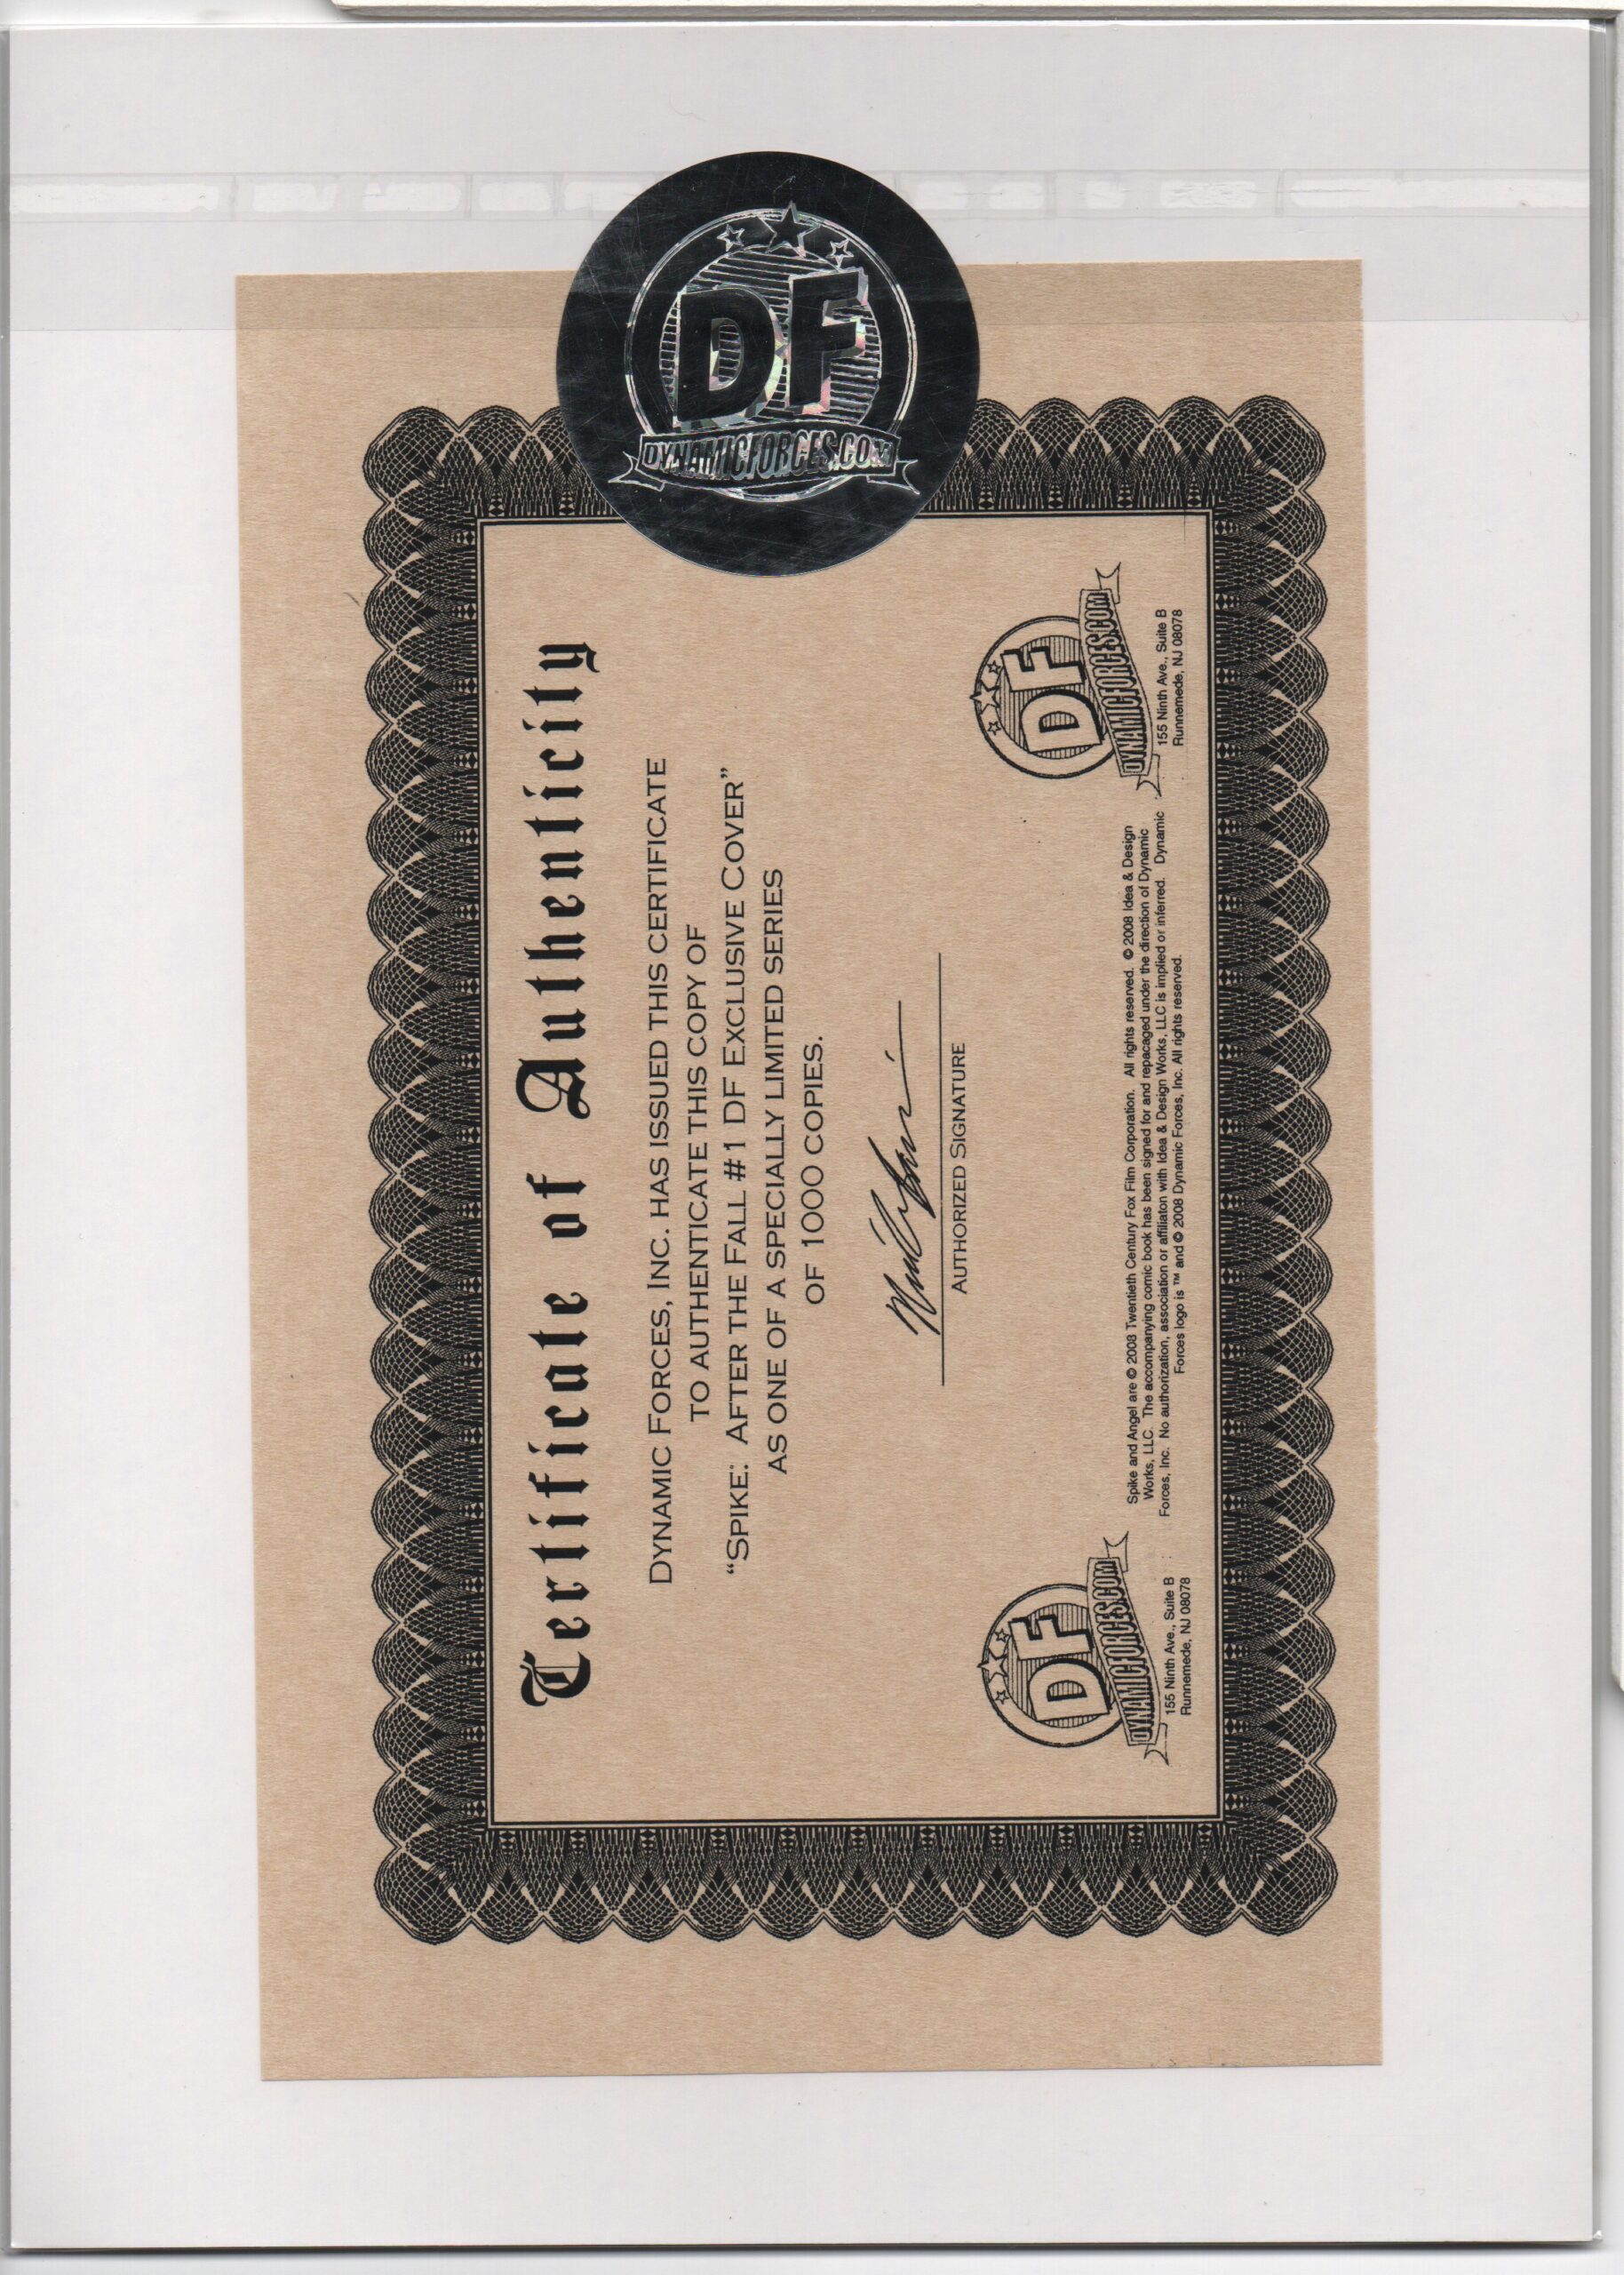 DF
DYNAMICFORCES.COM
Certificate of Authenticity
DYNAMIC FORCES, INC. HAS ISSUED THIS CERTIFICATE
TO AUTHENTICATE THIS COPY OF
“SPIKE: AFTER THE FALL #1 DF EXCLUSIVE COVER”
AS ONE OF A SPECIALLY LIMITED SERIES
OF 1000 COPIES.
AUTHORIZED SIGNATURE
DF
DYNAMICFORCES.COM
155 Ninth Ave., Suite B
Runnemede, NJ 08078
Spike and Angel are © 2008 Twentieth Century Fox Film Corporation. All rights reserved. © 2008 Idea & Design
Works, LLC. The accompanying comic book has been signed for and repacaged under the direction of Dynamic
Forces, Inc. No authorization, association or affiliaton with Idea & Design Works, LLC is implied or inferred. Dynamic
Forces logo is ™ and © 2008 Dynamic Forces, Inc. All rights reserved.
DF
DYNAMICFORCES.COM
155 Ninth Ave., Suite B
Runnemede, NJ 08078